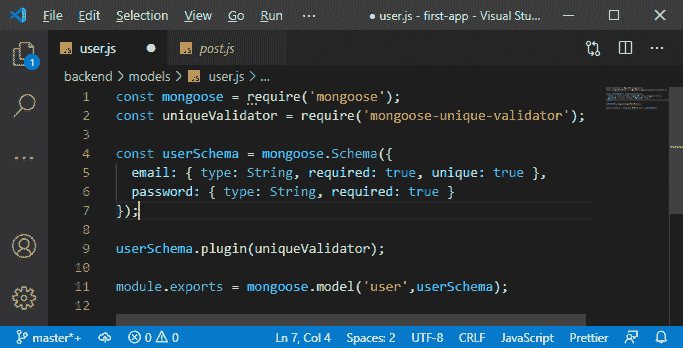 File Edit Selection View Go Run ··· ● user.js - first-app - Visual Stu...
user.js ● post.js ···
1
backend > models > user.js > ...
1 const mongoose = require('mongoose');
2 const uniqueValidator = require('mongoose-unique-validator');
3
4 const userSchema = mongoose.Schema({
5 email: { type: String, required: true, unique: true },
6 password: { type: String, required: true }
7 });
8
9 userSchema.plugin(uniqueValidator);
10
11 module.exports = mongoose.model('user',userSchema);
12
master*+ 0 0 Ln 7, Col 4 Spaces: 2 UTF-8 CRLF JavaScript Prettier